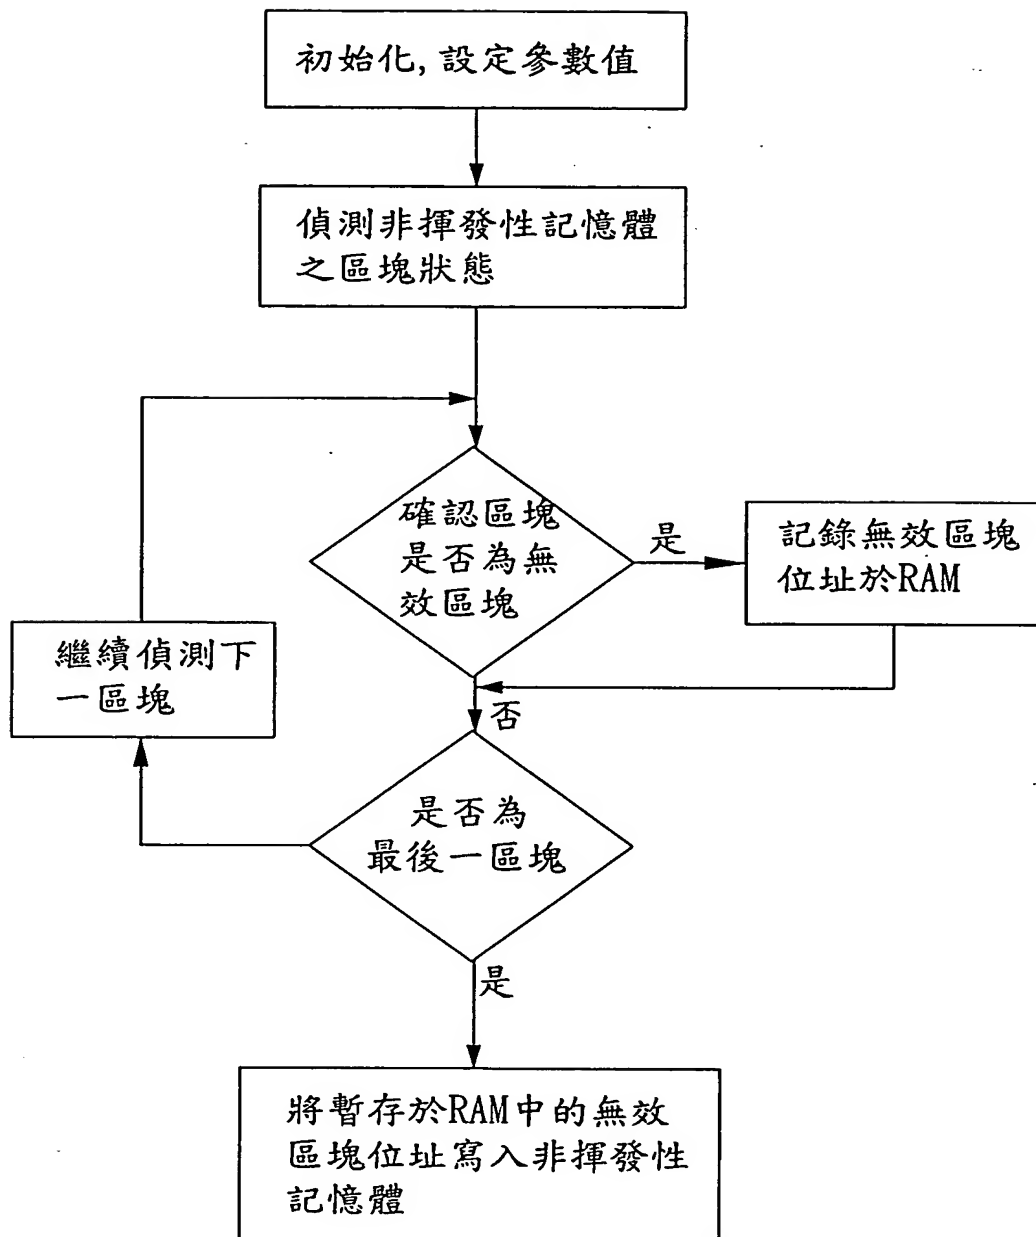 初始化, 設定參數值
偵測非揮發性記憶體
之區塊狀態
確認區塊
是否為無
效區塊
是
記錄無效區塊
位址於RAM
繼續偵測下
一區塊
否
是否為
最後一區塊
是
將暫存於RAM中的無效
區塊位址寫入非揮發性
記憶體